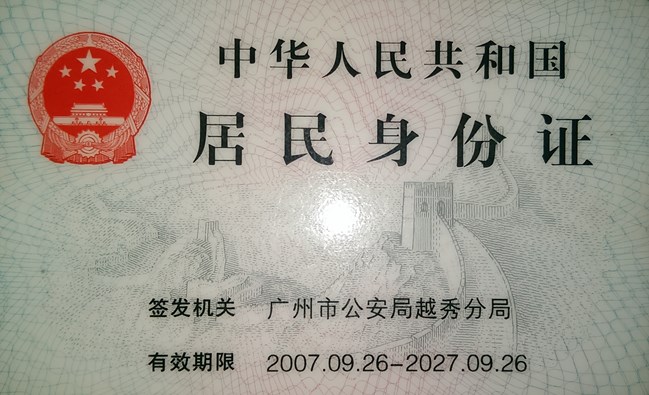 中华人民共和国
居民身份证
签发机关 广州市公安局越秀分局
有效期限 2007.09.26-2027.09.26